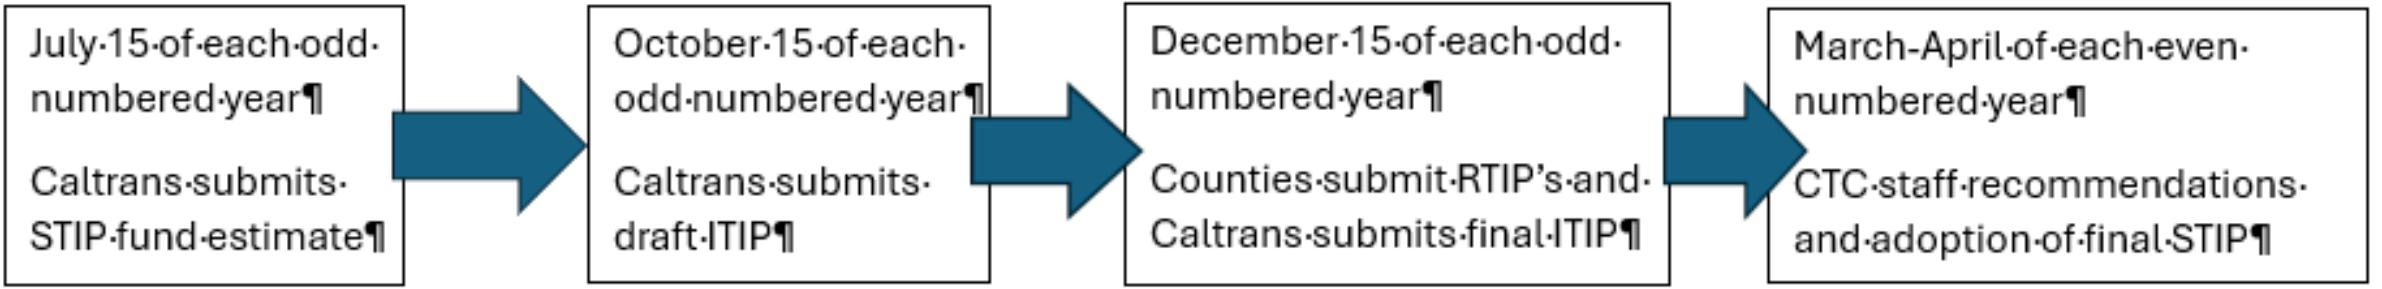 July·15·of·each·odd·
numbered·year¶
Caltrans·submits·
STIP·fund·estimate¶
October·15·of·each·
odd·numbered·year¶
Caltrans·submits·
draft·ITIP¶
December·15·of·each·odd·
numbered·year¶
Counties·submit·RTIP’s·and·
Caltrans·submits·final·ITIP¶
March-April·of·each·even·
numbered·year¶
CTC·staff·recommendations·
and·adoption·of·final·STIP¶